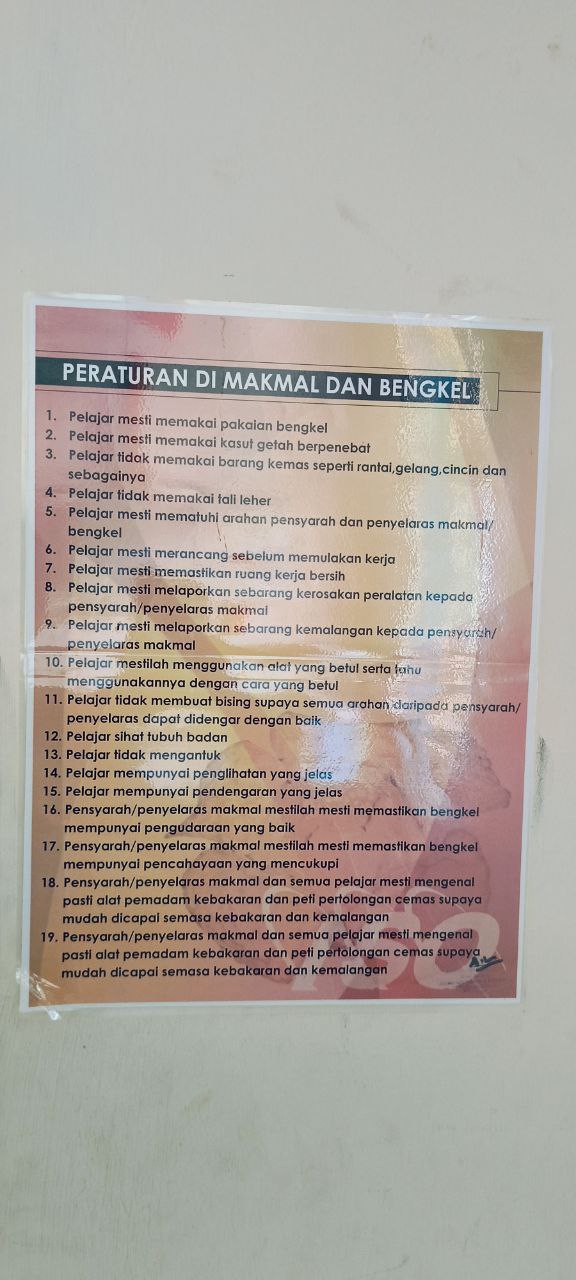 PERATURAN DI MAKMAL DAN BENGKEL
1. Pelajar mesti memakai pakaian bengkel
2. Pelajar mesti memakai kasut getah berpenebat
3. Pelajar tidak memakai barang kemas seperti rantai,gelang,cincin dan
sebagainya
4. Pelajar tidak memakai tali leher
5. Pelajar mesti mematuhi arahan pensyarah dan penyelaras makmal/
bengkel
6. Pelajar mesti merancang sebelum memulakan kerja
7. Pelajar mesti memastikan ruang kerja bersih
8. Pelajar mesti melaporkan sebarang kerosakan peralatan kepada
pensyarah/penyelaras makmal
9. Pelajar mesti melaporkan sebarang kemalangan kepada pensyarah/
penyelaras makmal
10. Pelajar mestilah menggunakan alat yang betul serta tahu
menggunakannya dengan cara yang betul
11. Pelajar tidak membuat bising supaya semua arahan daripada pensyarah/
penyelaras dapat didengar dengan baik
12. Pelajar sihat tubuh badan
13. Pelajar tidak mengantuk
14. Pelajar mempunyai penglihatan yang jelas
15. Pelajar mempunyai pendengaran yang jelas
16. Pensyarah/penyelaras makmal mestilah mesti memastikan bengkel
mempunyai pengudaraan yang baik
17. Pensyarah/penyelaras makmal mestilah mesti memastikan bengkel
mempunyai pencahayaan yang mencukupi
18. Pensyarah/penyelaras makmal dan semua pelajar mesti mengenal
pasti alat pemadam kebakaran dan peti pertolongan cemas supaya
mudah dicapai semasa kebakaran dan kemalangan
19. Pensyarah/penyelaras makmal dan semua pelajar mesti mengenal
pasti alat pemadam kebakaran dan peti pertolongan cemas supaya
mudah dicapai semasa kebakaran dan kemalangan